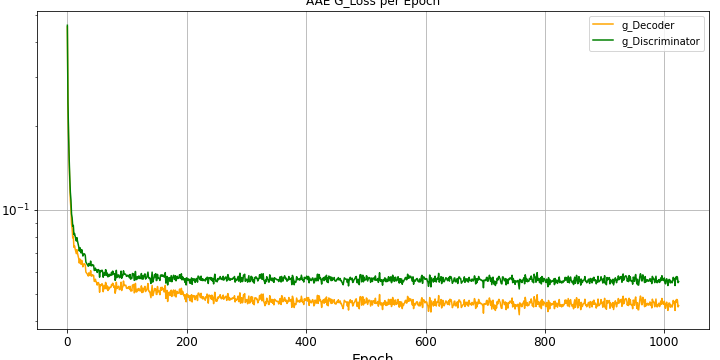 AAE G_Loss per Epoch
g_Decoder
g_Discriminator
10⁻¹
0 200 400 600 800 1000
Epoch